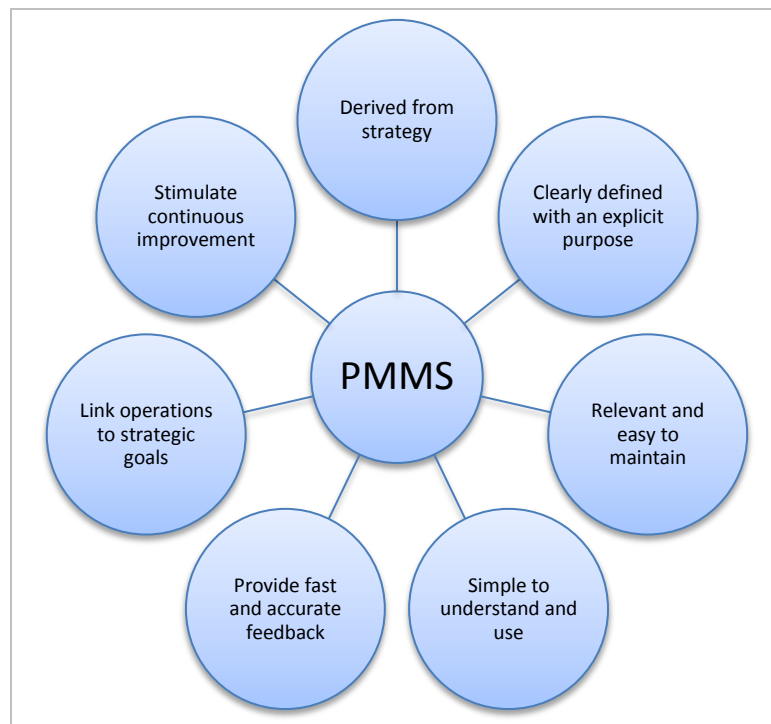 Derived from
strategy
Clearly defined
with an explicit
purpose
Relevant and
easy to
maintain
Simple to
understand and
use
Provide fast
and accurate
feedback
Link operations
to strategic
goals
Stimulate
continuous
improvement
PMMS